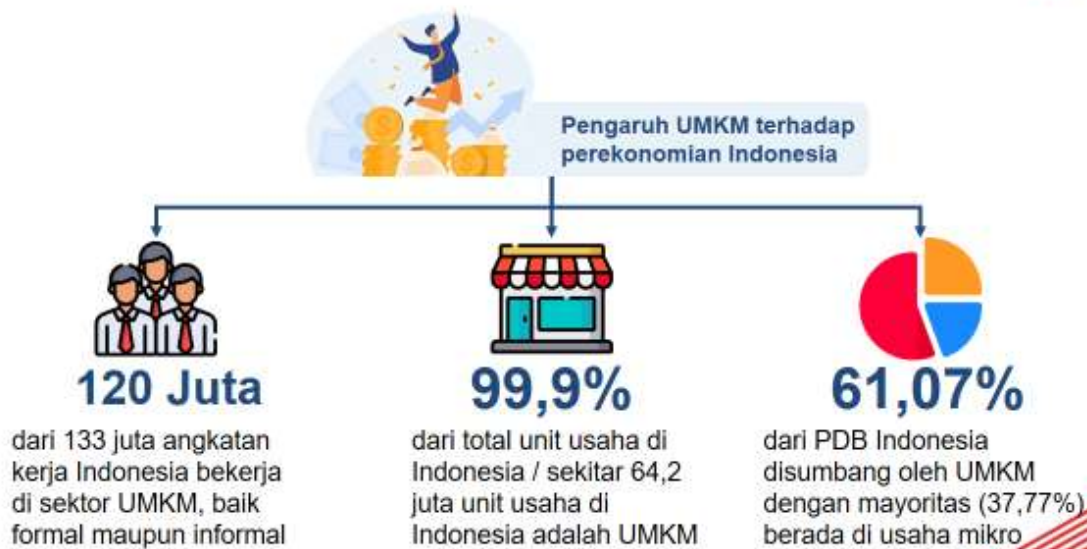 Pengaruh UMKM terhadap
perekonomian Indonesia
120 Juta
dari 133 juta angkatan
kerja Indonesia bekerja
di sektor UMKM, baik
formal maupun informal
99,9%
dari total unit usaha di
Indonesia / sekitar 64,2
juta unit usaha di
Indonesia adalah UMKM
61,07%
dari PDB Indonesia
disumbang oleh UMKM
dengan mayoritas (37,77%)
berada di usaha mikro